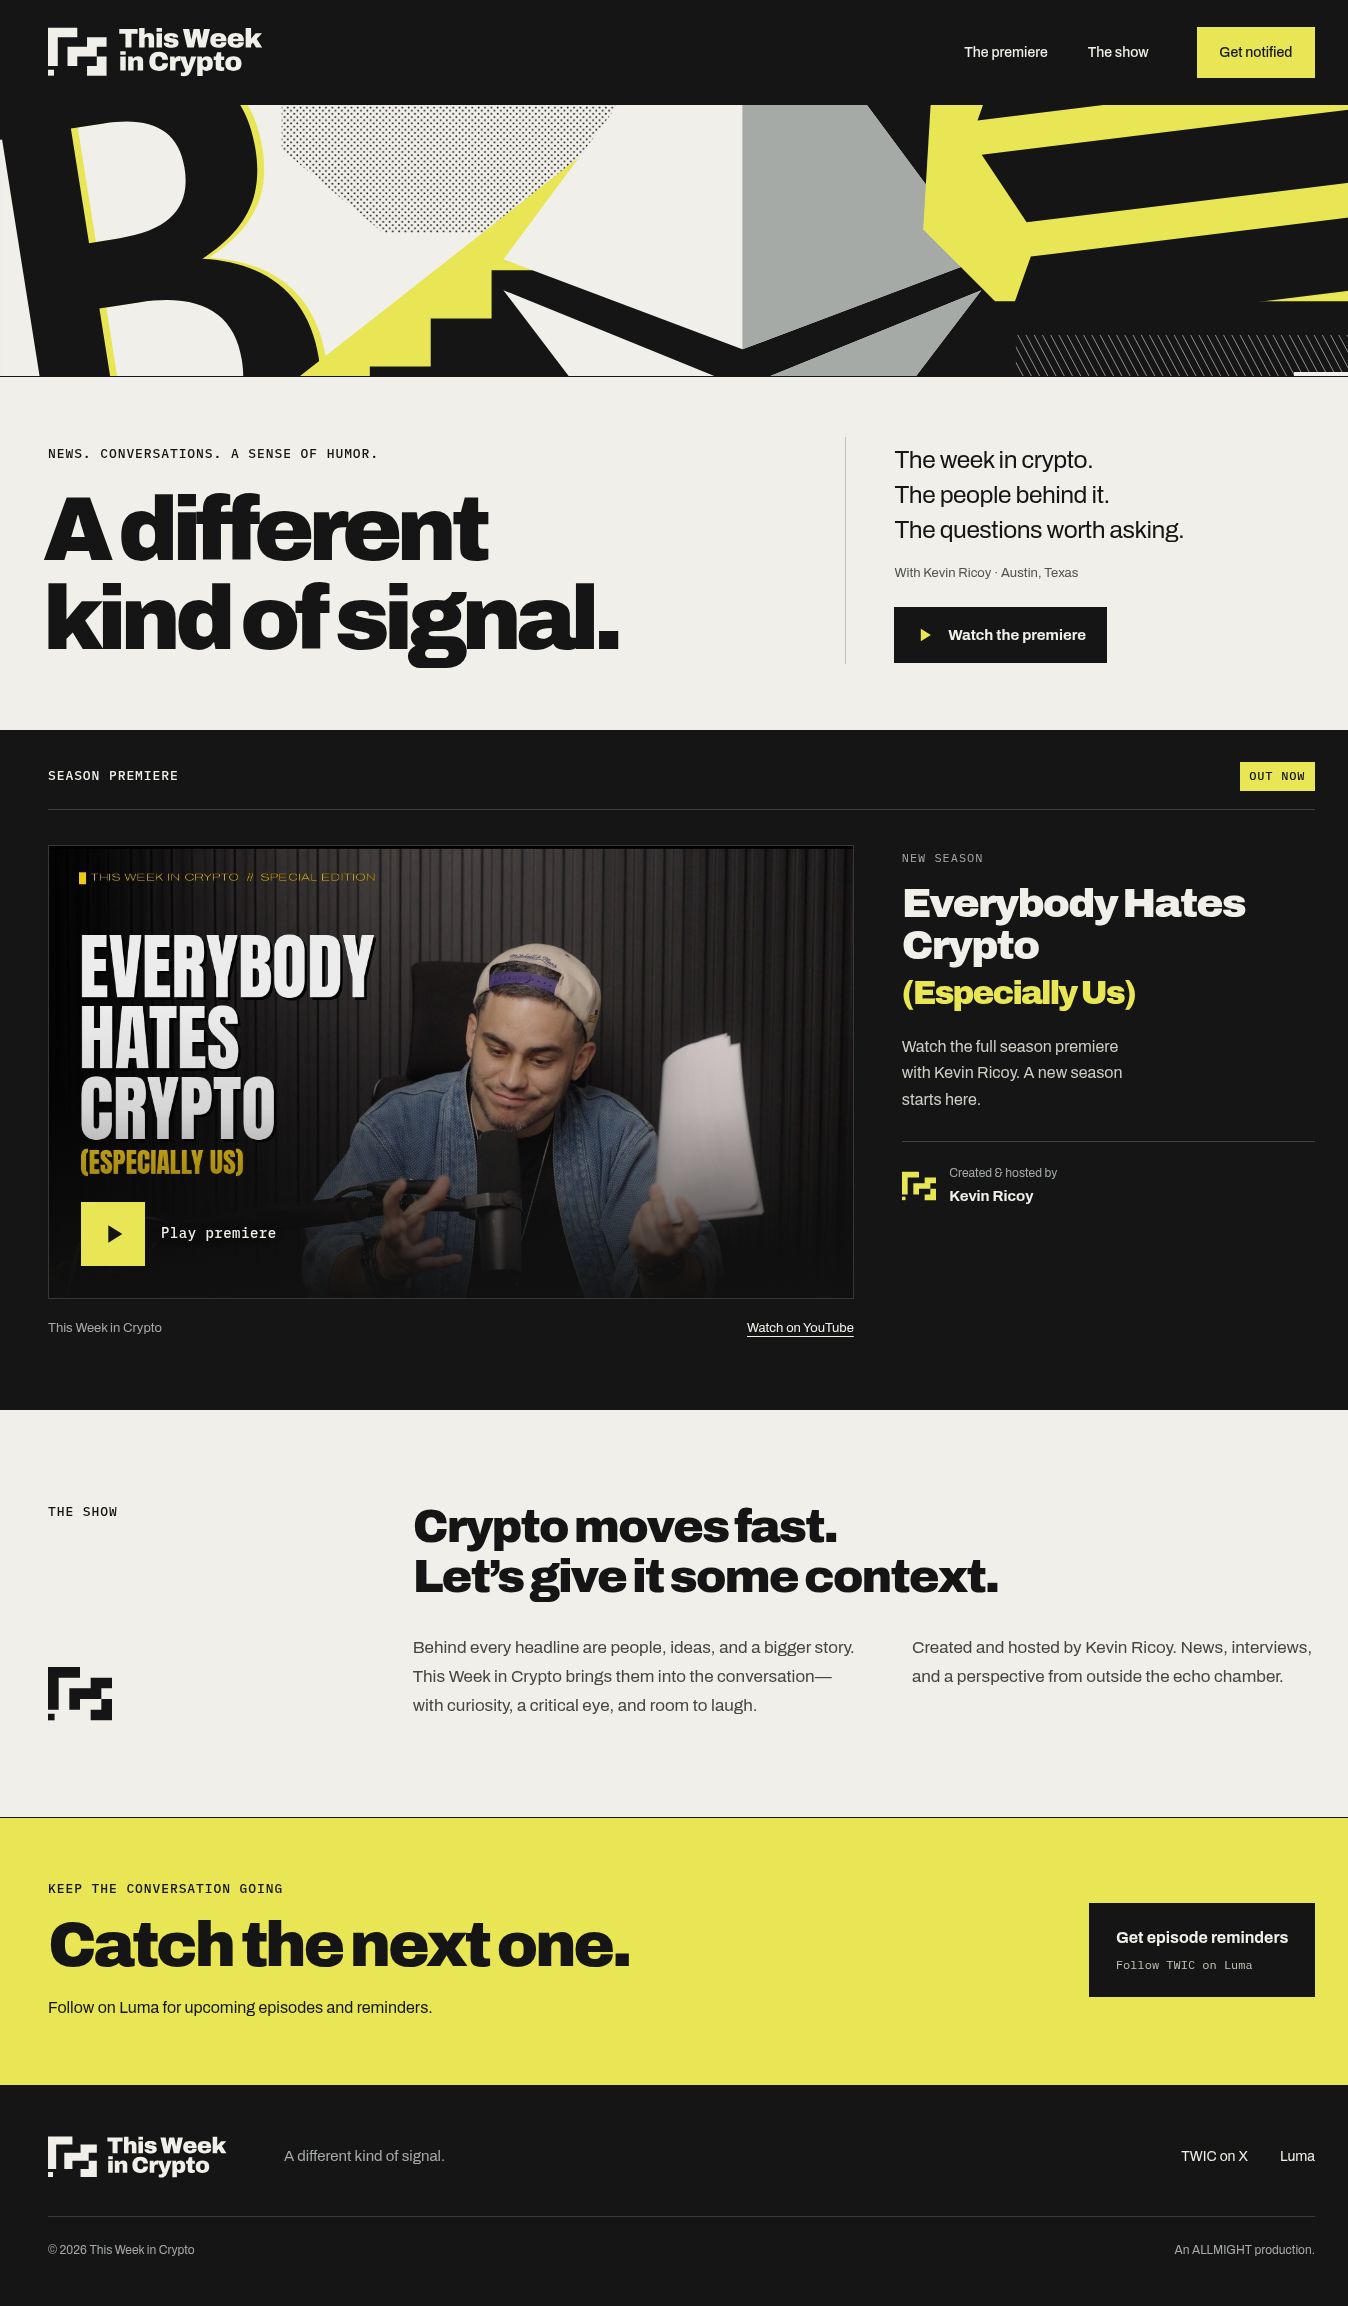 This Week
in Crypto
The premiere
The show
Get notified
NEWS. CONVERSATIONS. A SENSE OF HUMOR.
A different
kind of signal.
The week in crypto.
The people behind it.
The questions worth asking.
With Kevin Ricoy · Austin, Texas
Watch the premiere
SEASON PREMIERE
OUT NOW
THIS WEEK IN CRYPTO // SPECIAL EDITION
EVERYBODY
HATES
CRYPTO
(ESPECIALLY US)
Play premiere
This Week in Crypto
Watch on YouTube
NEW SEASON
Everybody Hates
Crypto
(Especially Us)
Watch the full season premiere
with Kevin Ricoy. A new season
starts here.
Created & hosted by
Kevin Ricoy
THE SHOW
Crypto moves fast.
Let’s give it some context.
Behind every headline are people, ideas, and a bigger story.
This Week in Crypto brings them into the conversation—
with curiosity, a critical eye, and room to laugh.
Created and hosted by Kevin Ricoy. News, interviews,
and a perspective from outside the echo chamber.
KEEP THE CONVERSATION GOING
Catch the next one.
Follow on Luma for upcoming episodes and reminders.
Get episode reminders
Follow TWIC on Luma
This Week
in Crypto
A different kind of signal.
TWIC on X
Luma
© 2026 This Week in Crypto
An ALLMIGHT production.